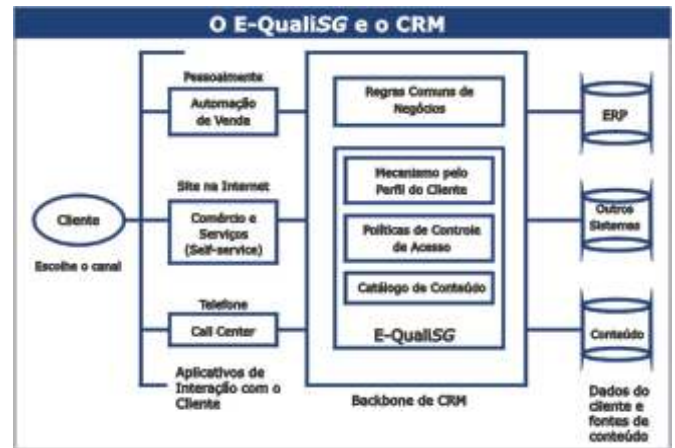 O E-QualiSG e o CRM
Cliente
Escolhe o canal
Pessoalmente
Automação
de Venda
Site na Internet
Comércio e
Serviços
(Self-service)
Telefone
Call Center
Aplicativos de
Interação com o
Cliente
Regras Comuns de
Negócios
Mecanismo pelo
Perfil do Cliente
Políticas de Controle
de Acesso
Catálogo de Conteúdo
E-QualiSG
Backbone de CRM
ERP
Outros
Sistemas
Conteúdo
Dados do
cliente e
fontes de
conteúdo